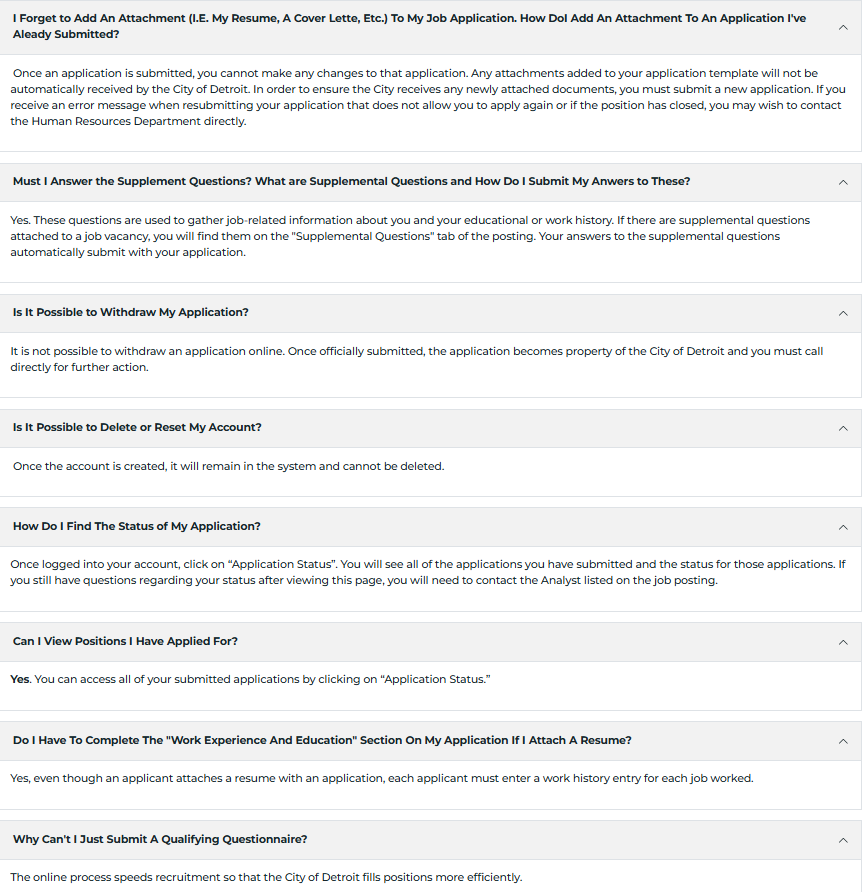 I Forget to Add An Attachment (I.E. My Resume, A Cover Lette, Etc.) To My Job Application. How DoI Add An Attachment To An Application I've
Aleady Submitted?
Once an application is submitted, you cannot make any changes to that application. Any attachments added to your application template will not be
automatically received by the City of Detroit. In order to ensure the City receives any newly attached documents, you must submit a new application. If you
receive an error message when resubmitting your application that does not allow you to apply again or if the position has closed, you may wish to contact
the Human Resources Department directly.
Must I Answer the Supplement Questions? What are Supplemental Questions and How Do I Submit My Anwers to These?
Yes. These questions are used to gather job-related information about you and your educational or work history. If there are supplemental questions
attached to a job vacancy, you will find them on the "Supplemental Questions" tab of the posting. Your answers to the supplemental questions
automatically submit with your application.
Is It Possible to Withdraw My Application?
It is not possible to withdraw an application online. Once officially submitted, the application becomes property of the City of Detroit and you must call
directly for further action.
Is It Possible to Delete or Reset My Account?
Once the account is created, it will remain in the system and cannot be deleted.
How Do I Find The Status of My Application?
Once logged into your account, click on “Application Status”. You will see all of the applications you have submitted and the status for those applications. If
you still have questions regarding your status after viewing this page, you will need to contact the Analyst listed on the job posting.
Can I View Positions I Have Applied For?
Yes. You can access all of your submitted applications by clicking on “Application Status.”
Do I Have To Complete The "Work Experience And Education" Section On My Application If I Attach A Resume?
Yes, even though an applicant attaches a resume with an application, each applicant must enter a work history entry for each job worked.
Why Can't I Just Submit A Qualifying Questionnaire?
The online process speeds recruitment so that the City of Detroit fills positions more efficiently.